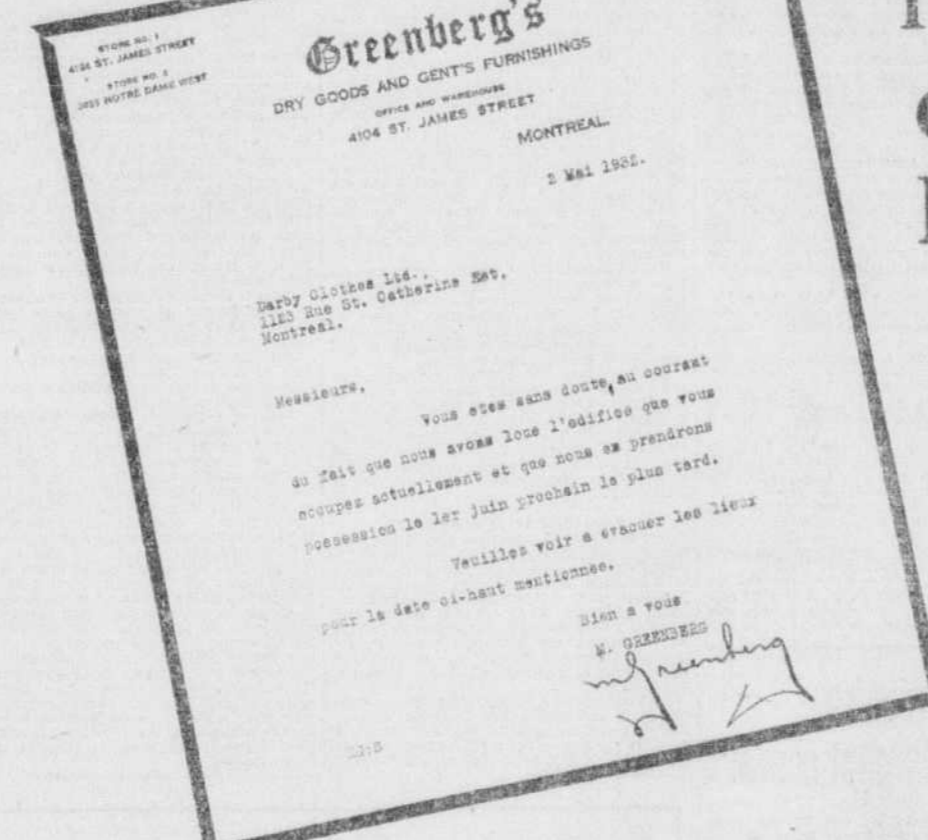 STORE NO. 1
ST. JAMES STREET
STORE NO. 2
NOTRE DAME WEST
Greenberg's
DRY GOODS AND GENT'S FURNISHINGS
OFFICE AND WAREHOUSE
4104 ST. JAMES STREET
MONTREAL.
2 Mai 1932.
Darby Clothes Ltd..
1123 Rue St. Catherine Est.
Montreal.
Messieurs,
Vous etes sans doute, au courant
du fait que nous avons loue l'edifice que vous
occupez actuellement et que nous en prendrons
possession le 1er juin prochain le plus tard.
Veuillez voir a evacuer les lieux
pour la date ci-haut mentionnee.
Bien a vous
M. GREENBERG
M Greenberg